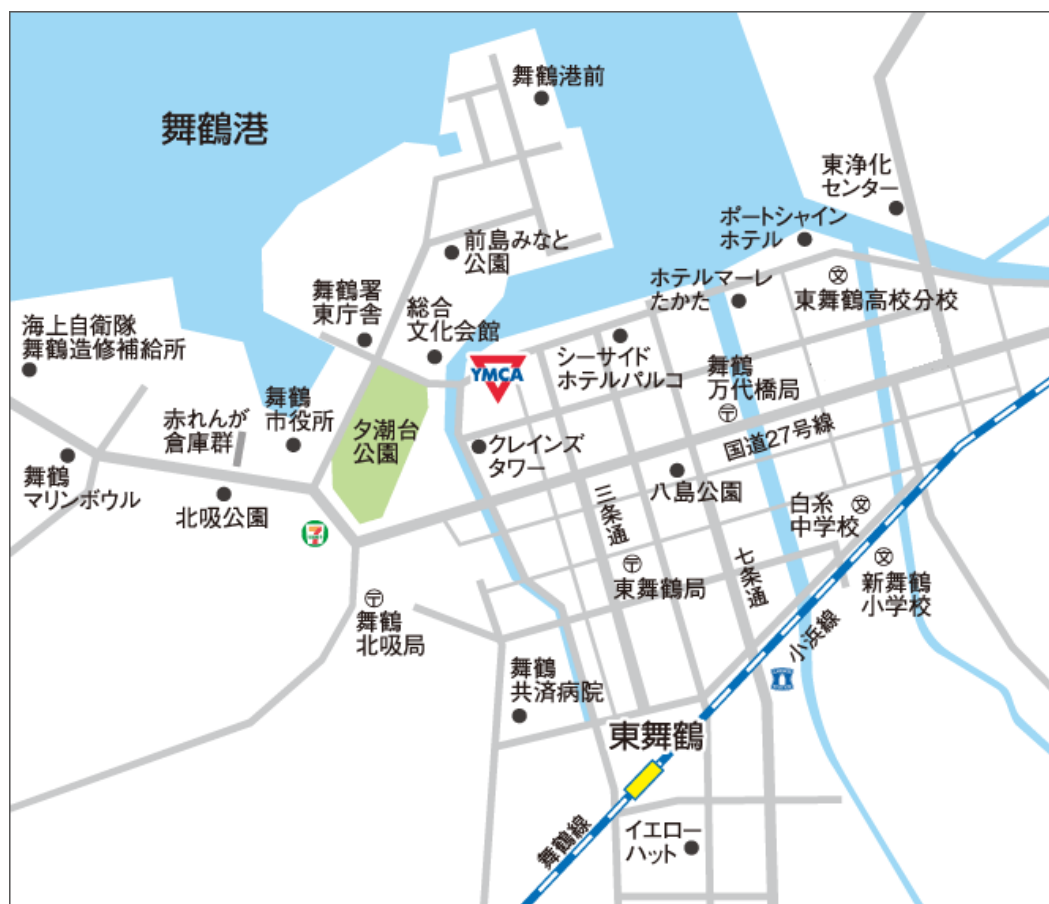 舞鶴港前
舞鶴港
東浄化
センター
ポートシャイン
ホテル
前島みなと
公園
ホテルマーレ
たかた
東舞鶴高校分校
舞鶴署
東庁舎
総合
文化会館
海上自衛隊
舞鶴造修補給所
YMCA
シーサイド
ホテルパルコ
舞鶴
万代橋局
〒
赤れんが
倉庫群
舞鶴
市役所
夕潮台
公園
クレインズ
タワー
国道27号線
舞鶴
マリンボウル
北吸公園
八島公園
三条通
白糸
中学校
文
文
文
7
〒
東舞鶴局
七条通
新舞鶴
小学校
〒
舞鶴
北吸局
小浜線
舞鶴
共済病院
東舞鶴
舞鶴線
イエロー
ハット